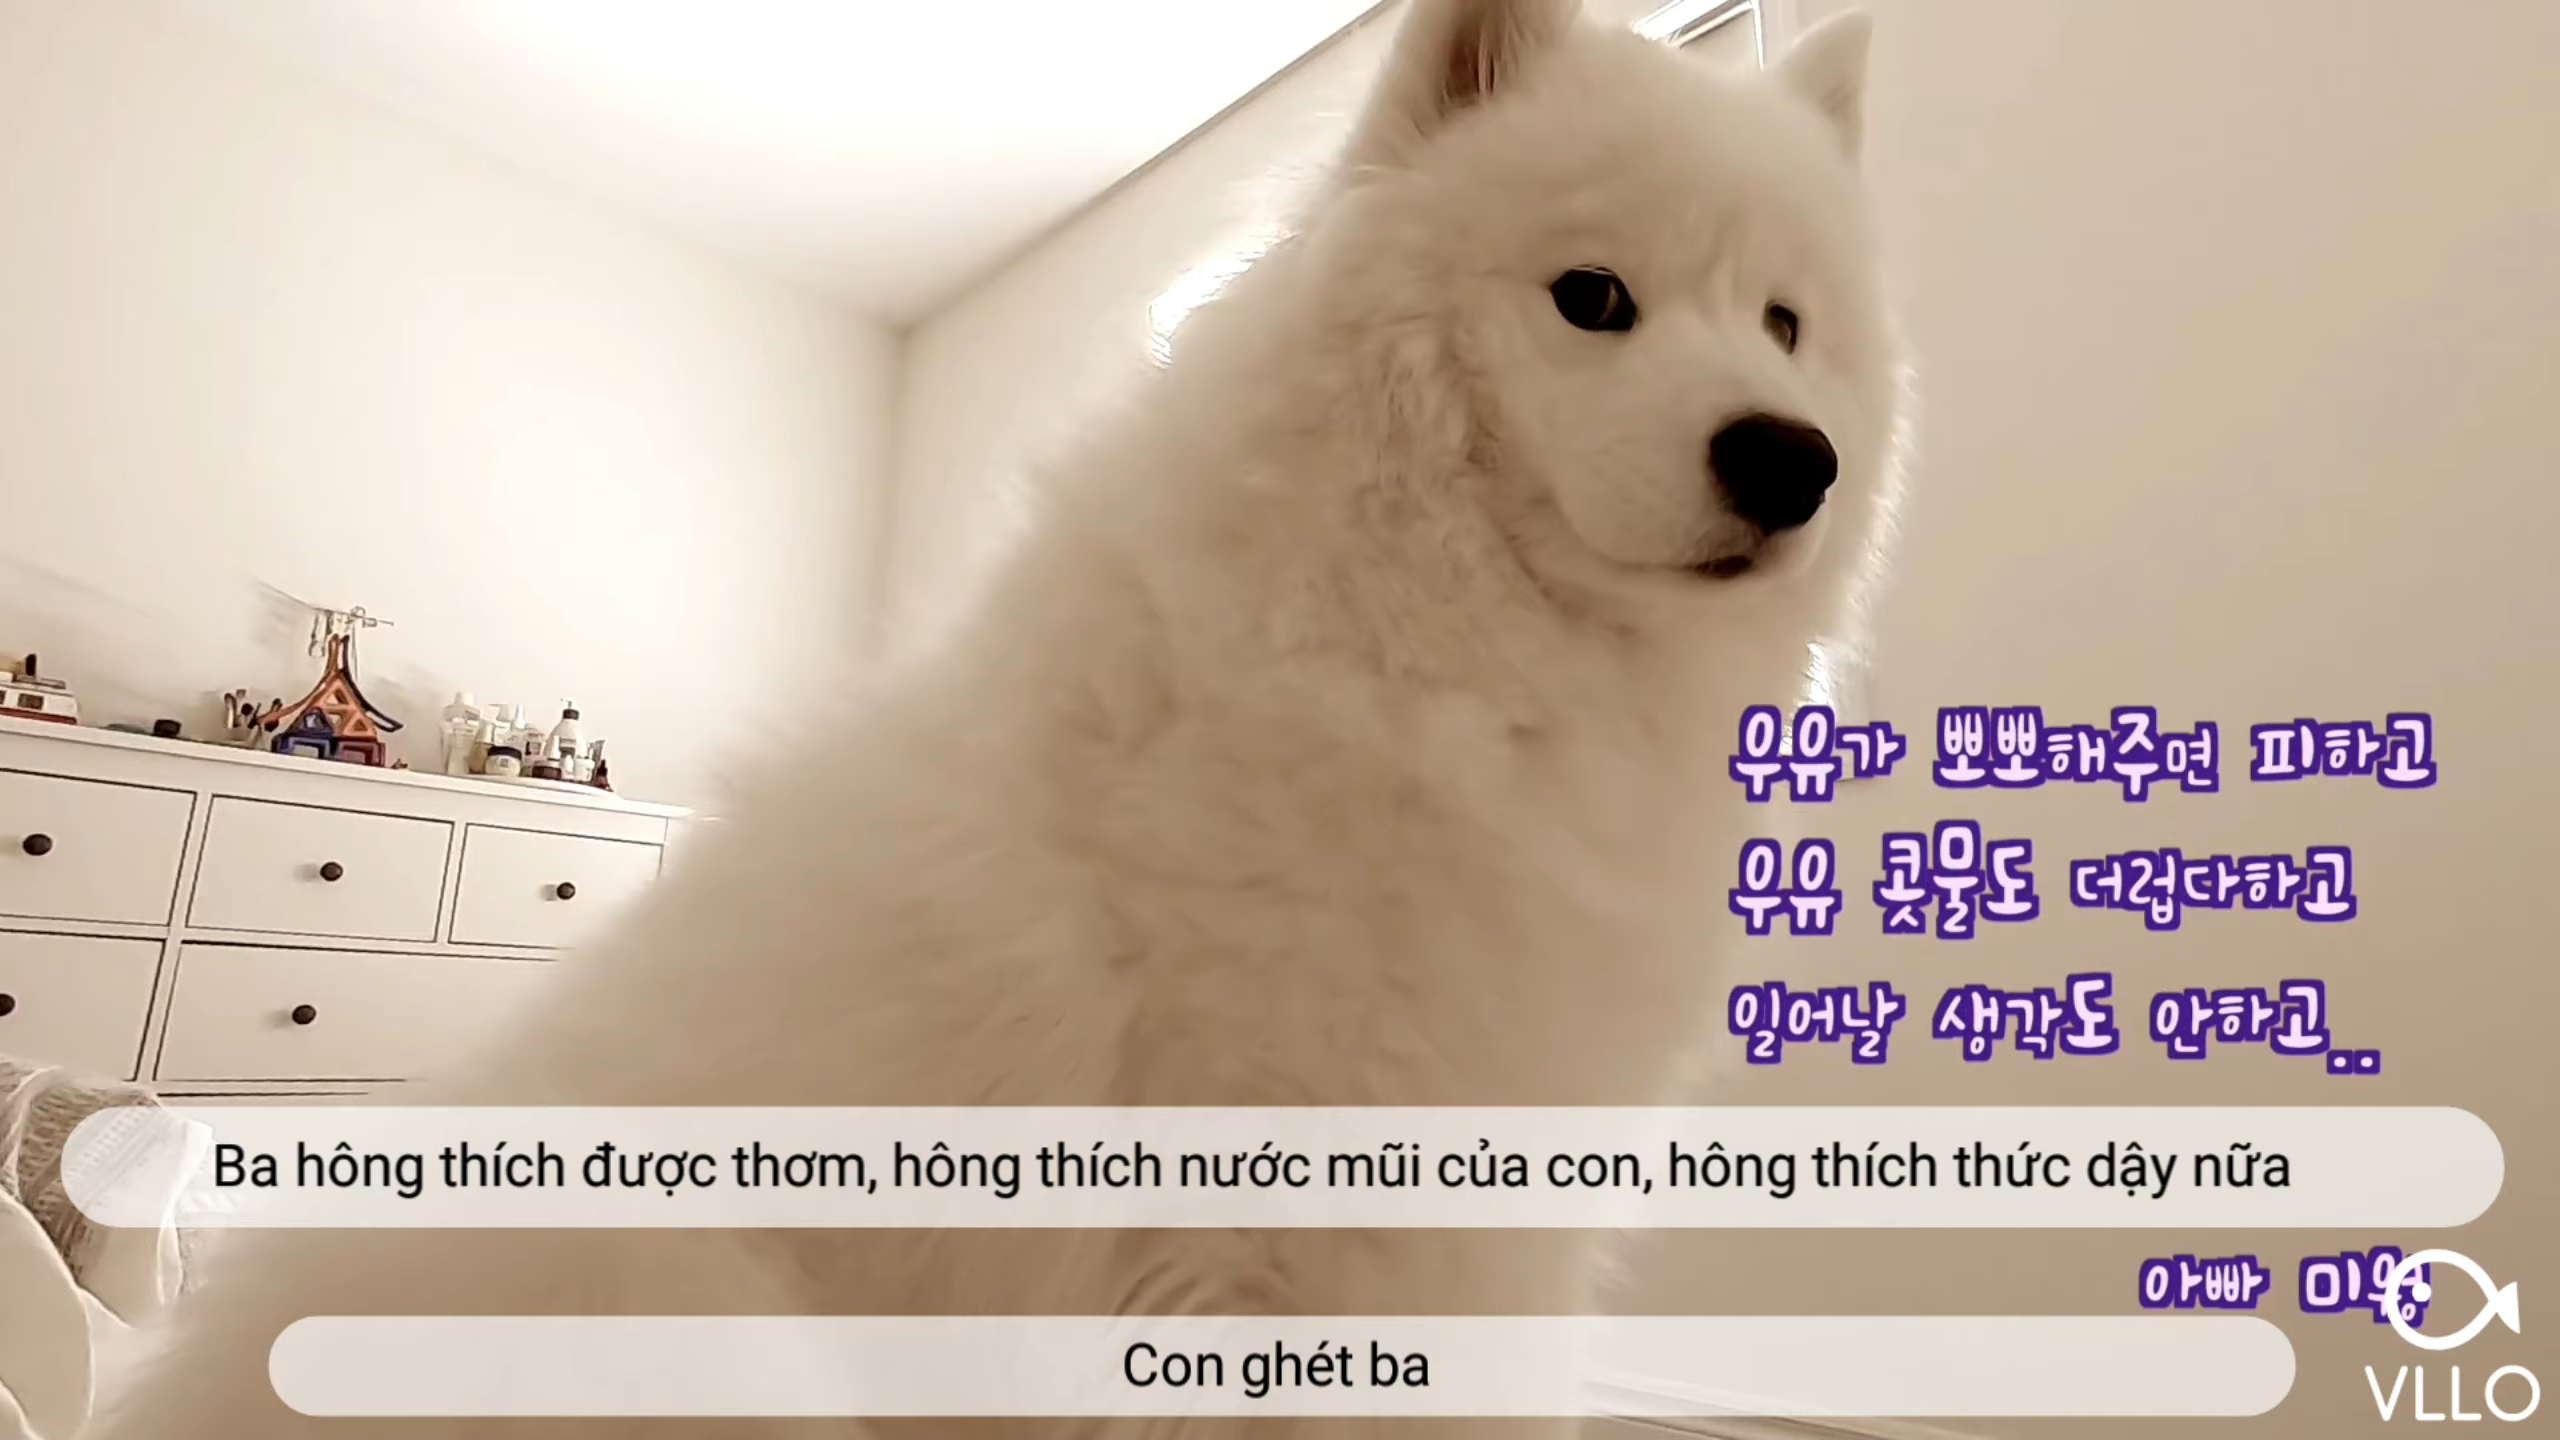 우유가 뽀뽀해주면 피하고
우유 콧물도 더럽다하고
일어날 생각도 안하고..
Ba hông thích được thơm, hông thích nước mũi của con, hông thích thức dậy nữa
아빠
Con ghét ba
VLLO